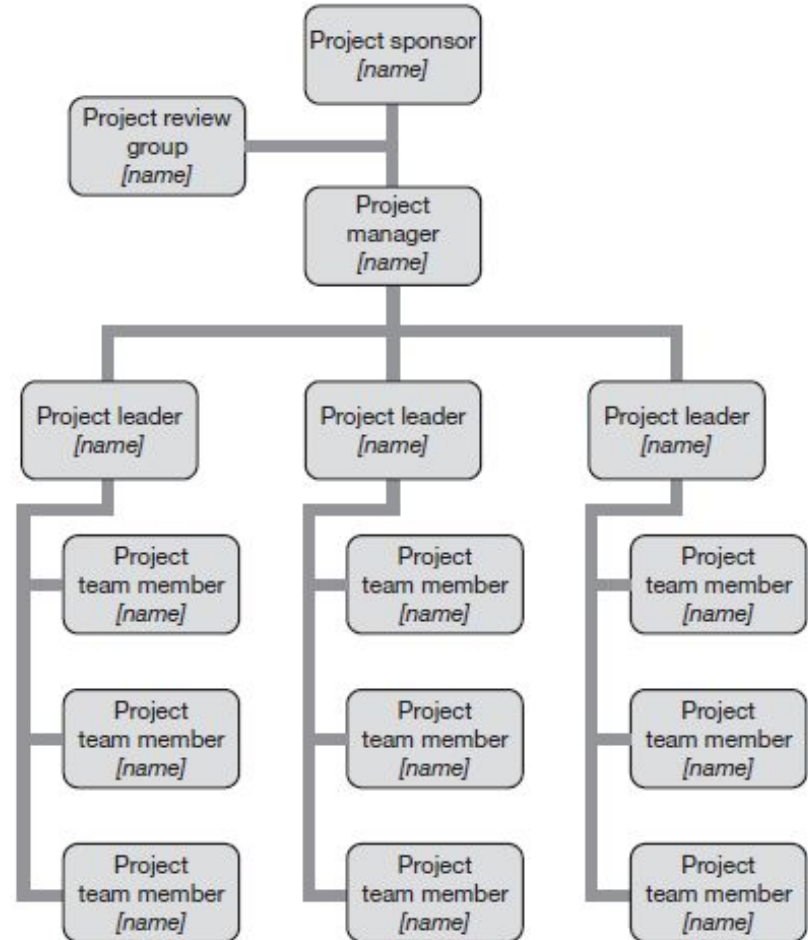 Project sponsor
[name]
Project review
group
[name]
Project
manager
[name]
Project leader
[name]
Project leader
[name]
Project leader
[name]
Project
team member
[name]
Project
team member
[name]
Project
team member
[name]
Project
team member
[name]
Project
team member
[name]
Project
team member
[name]
Project
team member
[name]
Project
team member
[name]
Project
team member
[name]